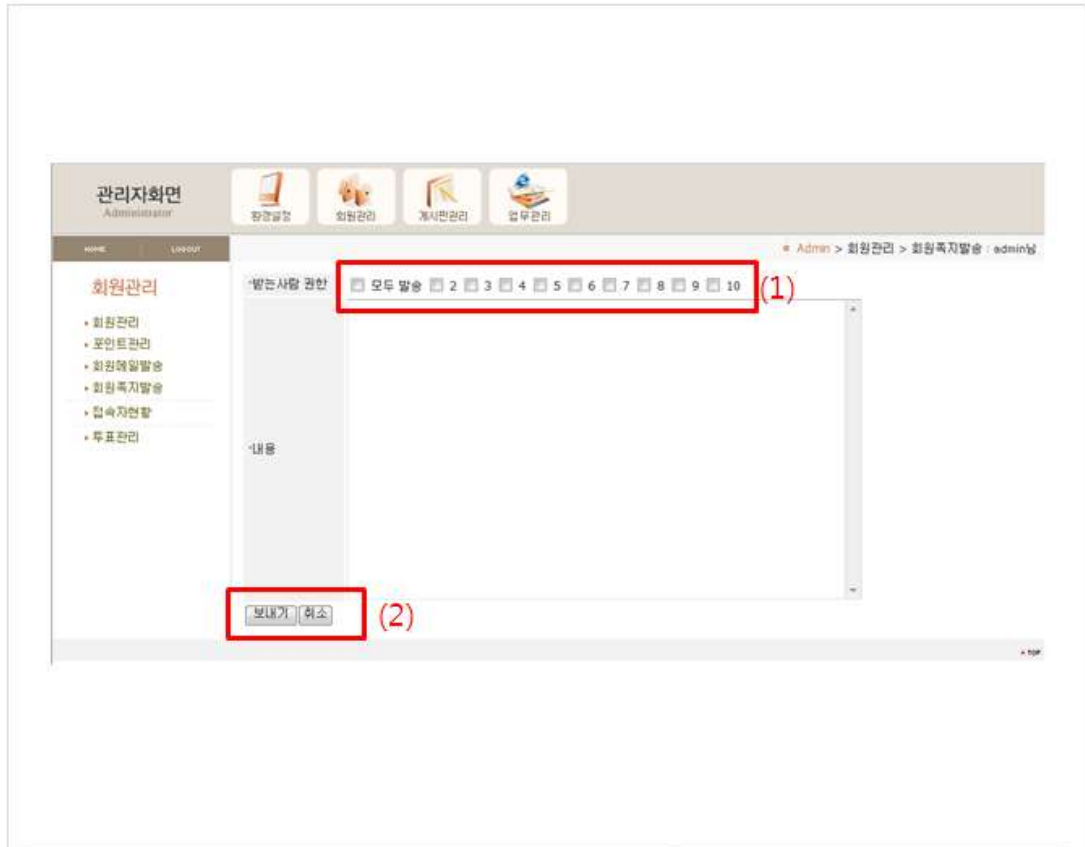 관리자화면
Administrator
환경설정 회원관리 게시판관리 업무관리
HOME LOGOUT
Admin > 회원관리 > 회원쪽지발송 : admin님
회원관리
회원관리
포인트관리
회원메일발송
회원쪽지발송
접속자현황
투표관리
·받는사람 권한 모두 발송 2 3 4 5 6 7 8 9 10 (1)
·내용
보내기 취소 (2)
TOP